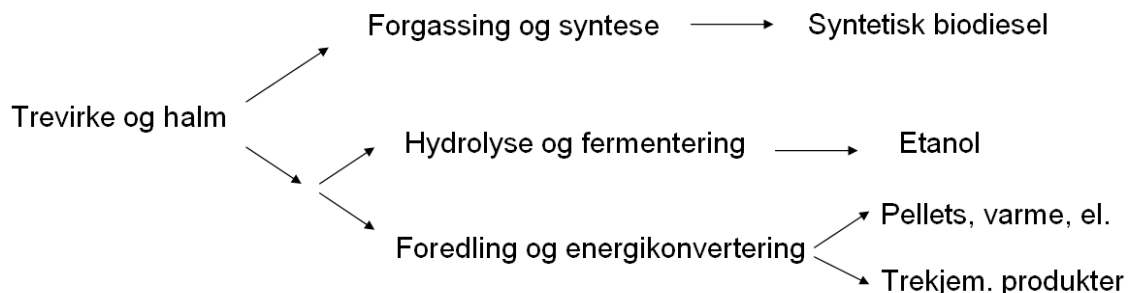 Forgassing og syntese
Syntetisk biodiesel
Trevirke og halm
Hydrolyse og fermentering
Etanol
Pellets, varme, el.
Foredling og energikonvertering
Trekjem. produkter